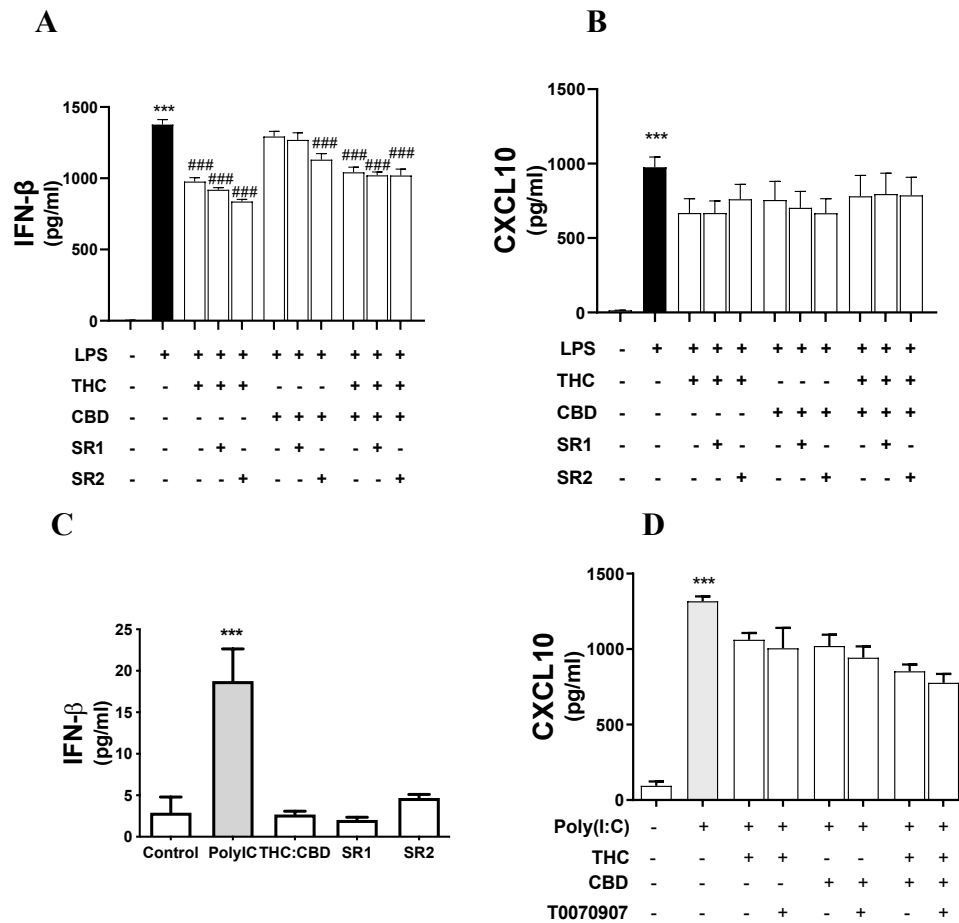 A
1500
1000
500
0
IFN-β
(pg/ml)
***
###
###
###
###
###
###
###
LPS - + + + + + + + + + +
THC - - + + + - - - + + +
CBD - - - - - + + + + + +
SR1 - - - + - - + - - + -
SR2 - - - - + - - + - - +
B
1500
1000
500
0
CXCL10
(pg/ml)
***
LPS - + + + + + + + + + +
THC - - + + + - - - + + +
CBD - - - - - + + + + + +
SR1 - - - + - - + - - + -
SR2 - - - - + - - + - - +
C
25
20
15
10
5
0
IFN-β
(pg/ml)
***
Control PolyIC THC:CBD SR1 SR2
D
1500
1000
500
0
CXCL10
(pg/ml)
***
Poly(I:C) - + + + + + + +
THC - - + + - - + +
CBD - - - - + + + +
T0070907 - - - + - + - +